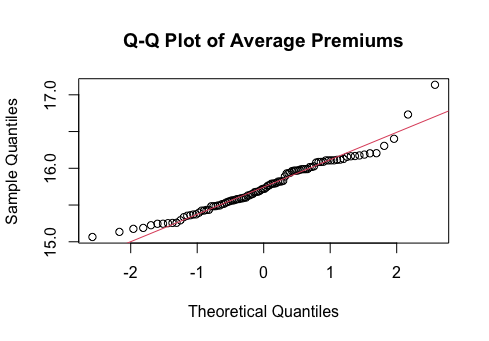 Q-Q Plot of Average Premiums
Sample Quantiles
17.0
16.0
15.0
-2 -1 0 1 2
Theoretical Quantiles